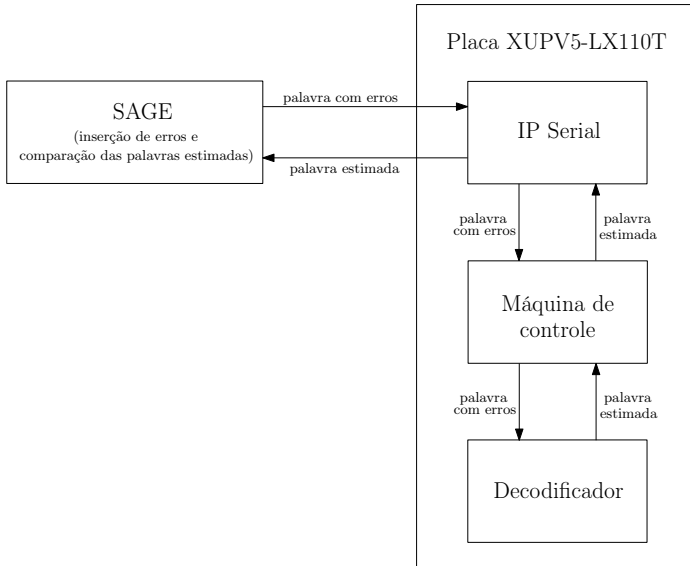 Placa XUPV5-LX110T
SAGE
(inserção de erros e
comparação das palavras estimadas)
palavra com erros
palavra estimada
IP Serial
palavra
com erros
palavra
estimada
Máquina de
controle
palavra
com erros
palavra
estimada
Decodificador